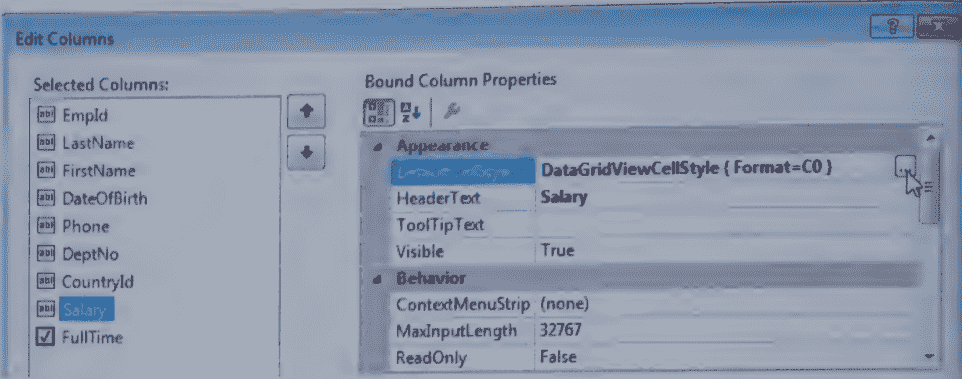 Edit Columns
Selected Columns:
EmpId
LastName
FirstName
DateOfBirth
Phone
DeptNo
CountryId
Salary
FullTime
Bound Column Properties
Appearance
DataGridViewCellStyle { Format=C0 }
HeaderText Salary
ToolTipText
Visible True
Behavior
ContextMenuStrip (none)
MaxInputLength 32767
ReadOnly False